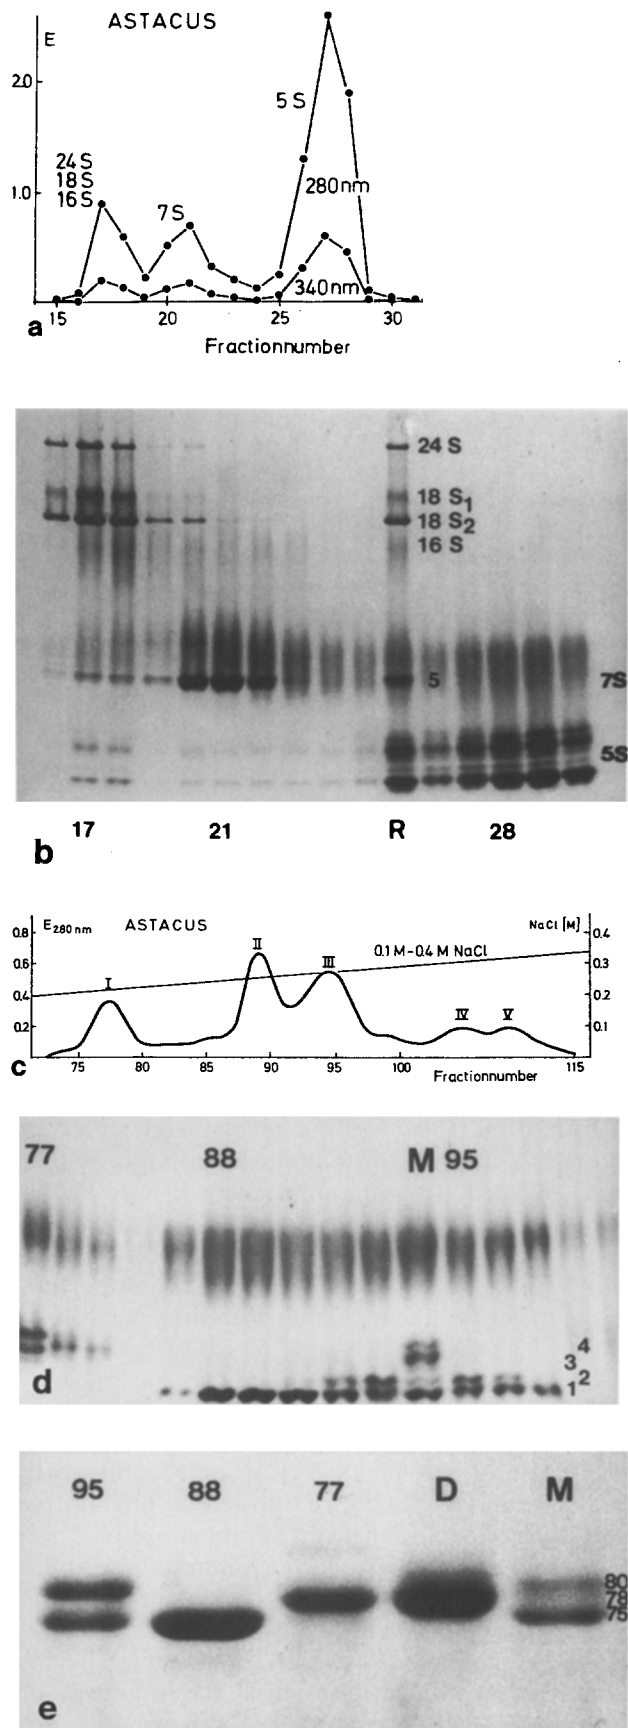 ASTACUS
E
2.0
5 S
24 S
18 S
16 S
1.0
7 S
280nm
340nm
15 20 25 30
a
Fractionnumber
24 S
18 S1
18 S2
16 S
5
7S
5S
17 21 R 28
b
E280nm ASTACUS NaCl [M]
0.8 0.4
II
0.1M-0.4 M NaCl
0.6 III 0.3
I
0.4 0.2
IV V
0.2 0.1
c
75 80 85 90 95 100 115
Fractionnumber
77 88 M 95
4
3
2
1
d
95 88 77 D M
80
78
75
e